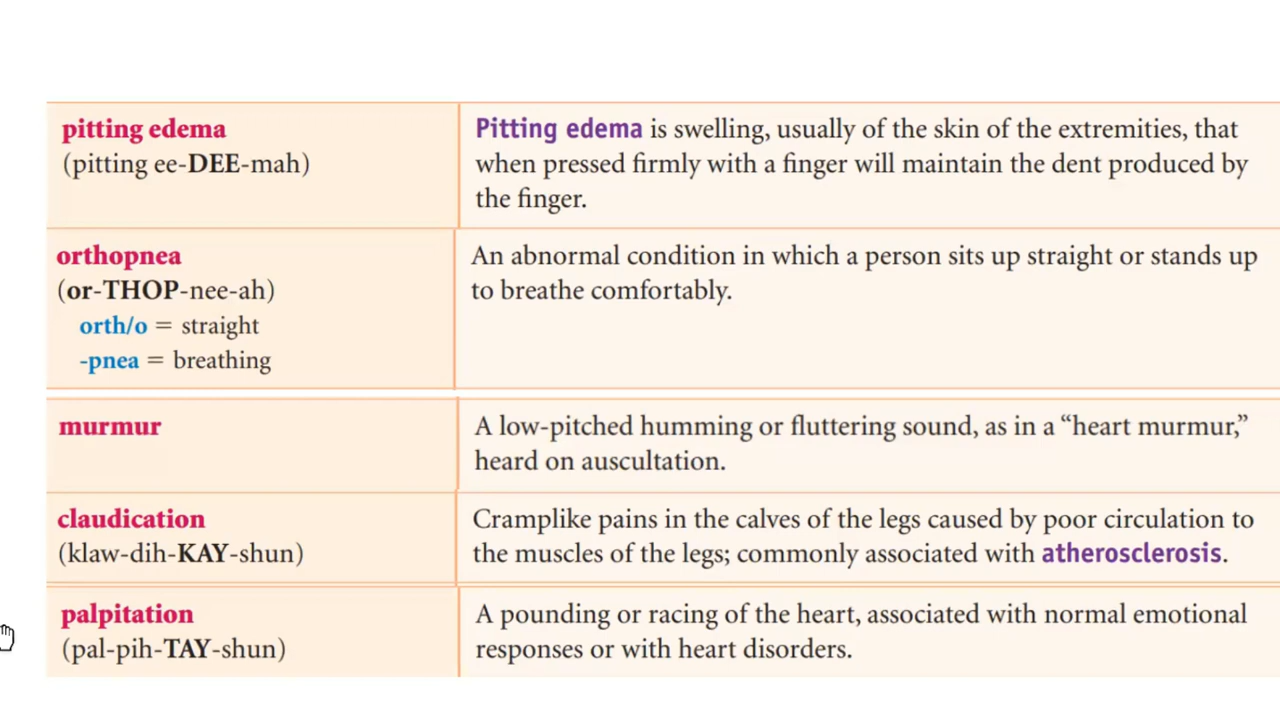 pitting edema
(pitting ee-DEE-mah)
Pitting edema is swelling, usually of the skin of the extremities, that
when pressed firmly with a finger will maintain the dent produced by
the finger.
orthopnea
(or-THOP-nee-ah)
orth/o = straight
-pnea = breathing
An abnormal condition in which a person sits up straight or stands up
to breathe comfortably.
murmur
A low-pitched humming or fluttering sound, as in a “heart murmur,”
heard on auscultation.
claudication
(klaw-dih-KAY-shun)
Cramplike pains in the calves of the legs caused by poor circulation to
the muscles of the legs; commonly associated with atherosclerosis.
palpitation
(pal-pih-TAY-shun)
A pounding or racing of the heart, associated with normal emotional
responses or with heart disorders.